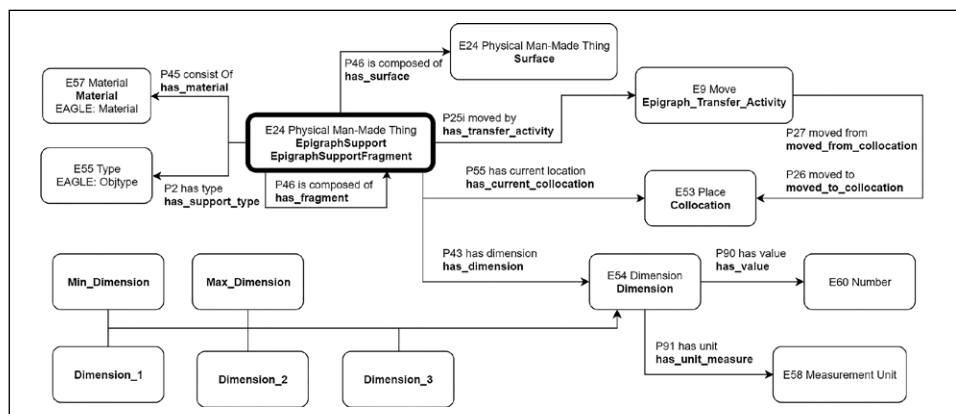 E24 Physical Man-Made Thing
Surface
P46 is composed of
has_surface
P45 consist Of
has_material
E57 Material
Material
EAGLE: Material
E9 Move
Epigraph_Transfer_Activity
P25i moved by
has_transfer_activity
E24 Physical Man-Made Thing
EpigraphSupport
EpigraphSupportFragment
P27 moved from
moved_from_collocation
E55 Type
EAGLE: Objtype
P2 has type
has_support_type
P46 is composed of
has_fragment
P55 has current location
has_current_collocation
P26 moved to
moved_to_collocation
E53 Place
Collocation
P43 has dimension
has_dimension
P90 has value
has_value
Min_Dimension
Max_Dimension
E54 Dimension
Dimension
E60 Number
P91 has unit
has_unit_measure
Dimension_1
Dimension_2
Dimension_3
E58 Measurement Unit